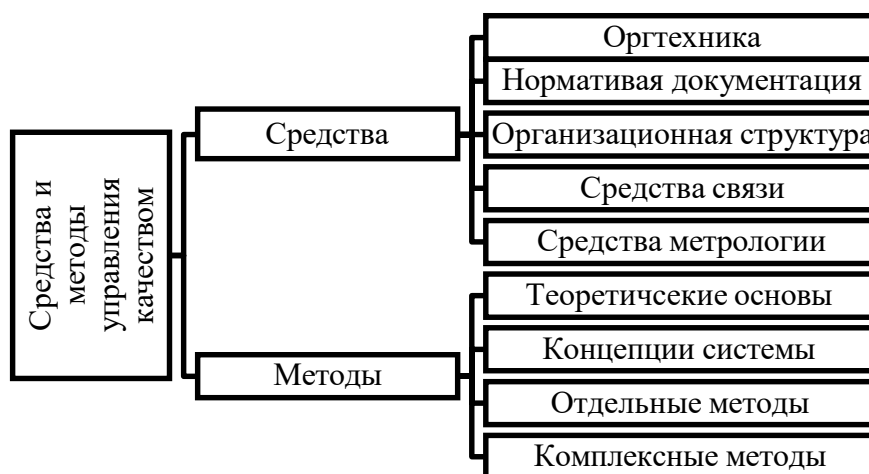 Средства и
методы
управления
качеством
Средства
Оргтехника
Нормативая документация
Организационная структура
Средства связи
Средства метрологии
Методы
Теоретичсекие основы
Концепции системы
Отдельные методы
Комплексные методы